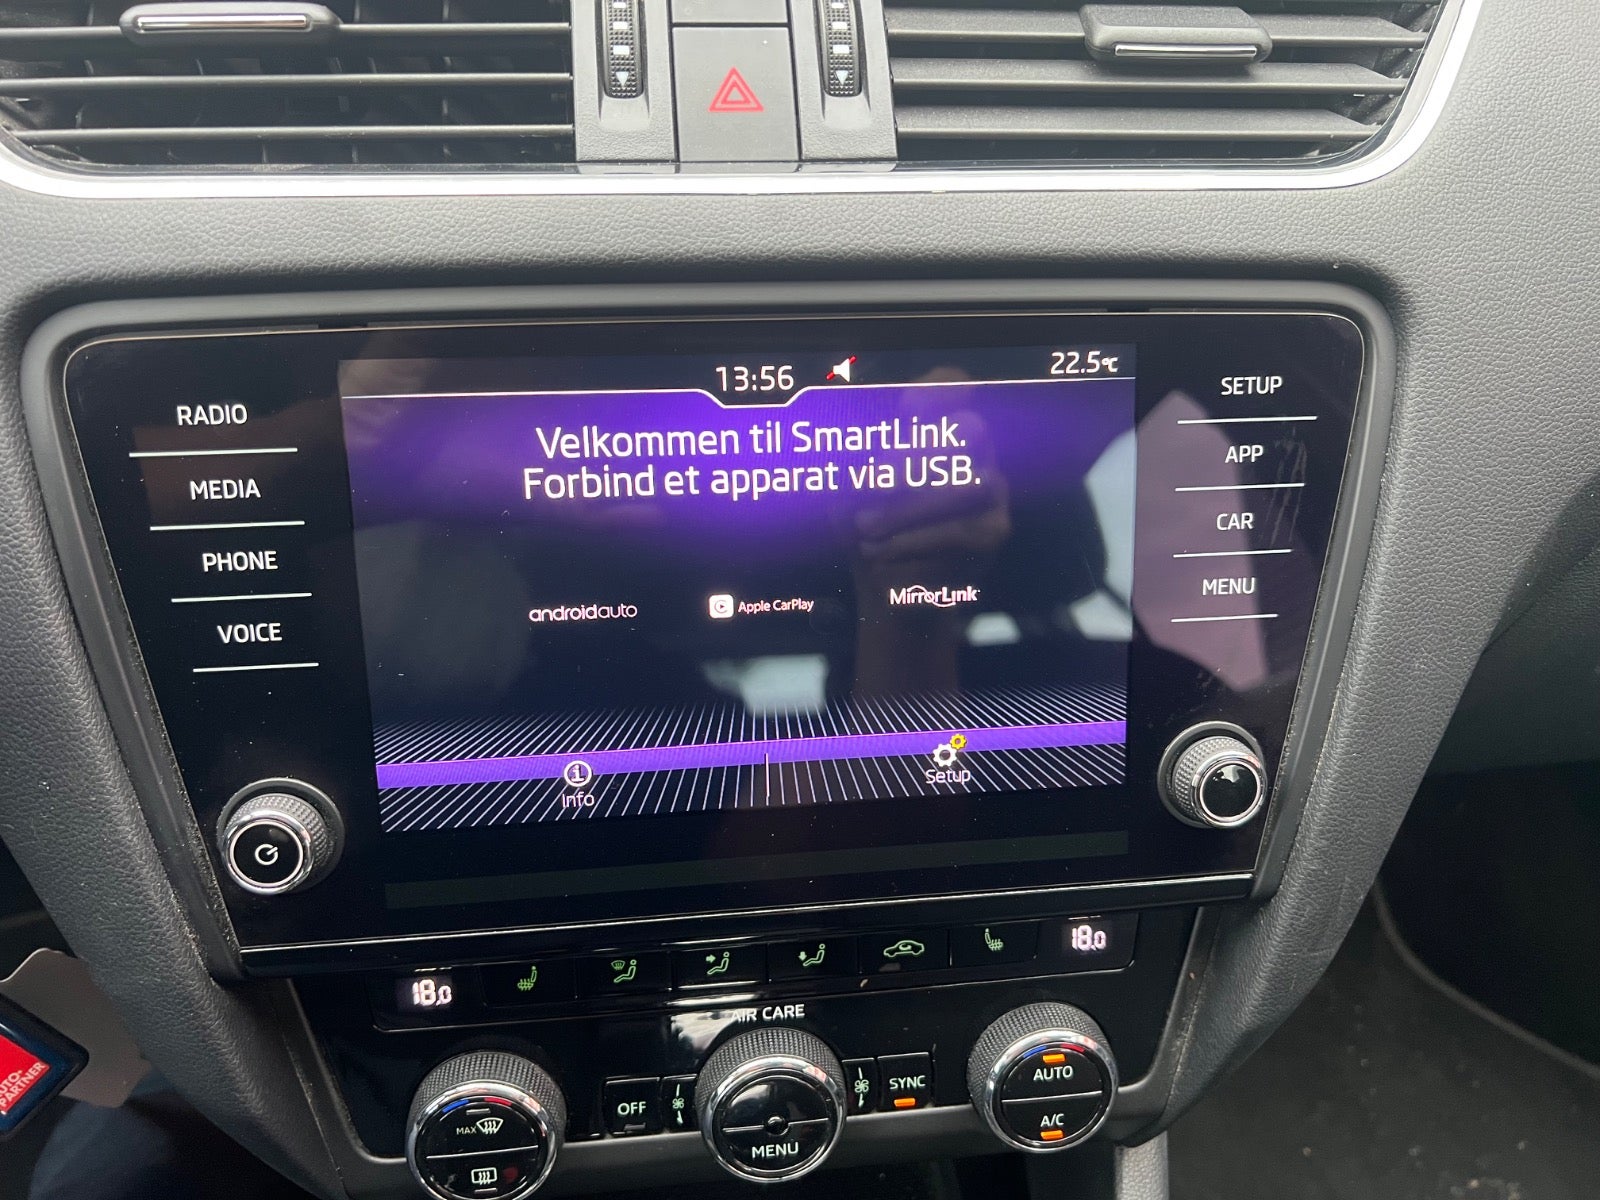 RADIO
MEDIA
PHONE
VOICE
13:56
22.5°C
Velkommen til SmartLink.
Forbind et apparat via USB.
androidauto
Apple CarPlay
MirrorLink
Info
Setup
SETUP
APP
CAR
MENU
18.0
18.0
AIR CARE
MAX
OFF
MENU
SYNC
AUTO
A/C
PARTNER